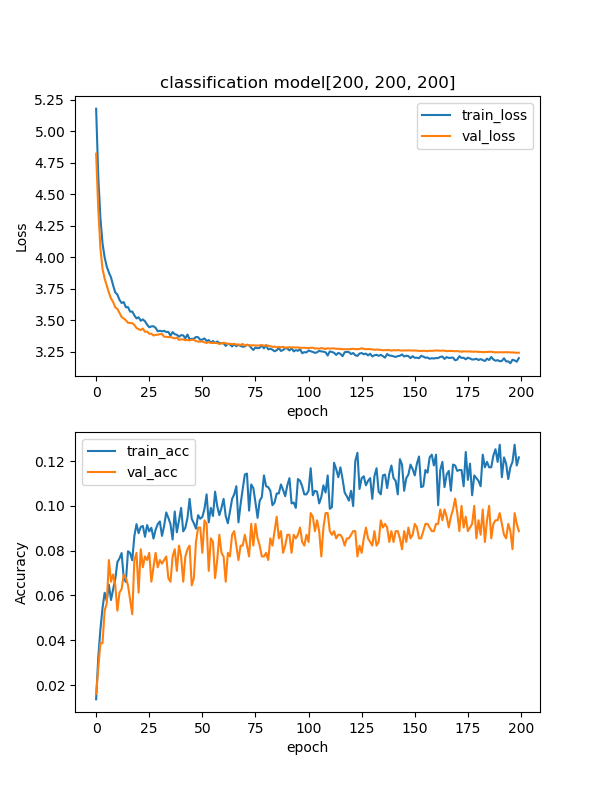 classification model[200, 200, 200]
5.25
5.00
4.75
4.50
4.25
4.00
3.75
3.50
3.25
Loss
train_loss
val_loss
0 25 50 75 100 125 150 175 200
epoch
0.12
0.10
0.08
0.06
0.04
0.02
Accuracy
train_acc
val_acc
0 25 50 75 100 125 150 175 200
epoch